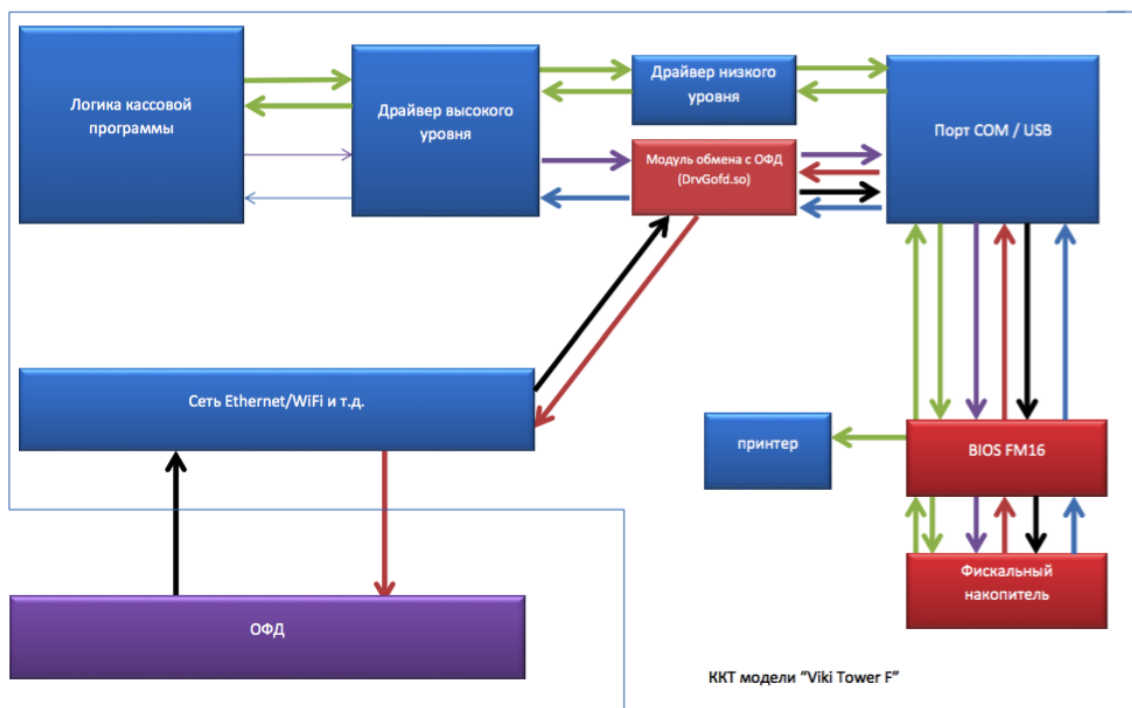 Логика кассовой
программы
Драйвер высокого
уровня
Драйвер низкого
уровня
Порт COM / USB
Модуль обмена с ОФД
(DrvGofd.so)
Сеть Ethernet/WiFi и т.д.
принтер
BIOS FM16
Фискальный
накопитель
ОФД
ККТ модели “Viki Tower F”